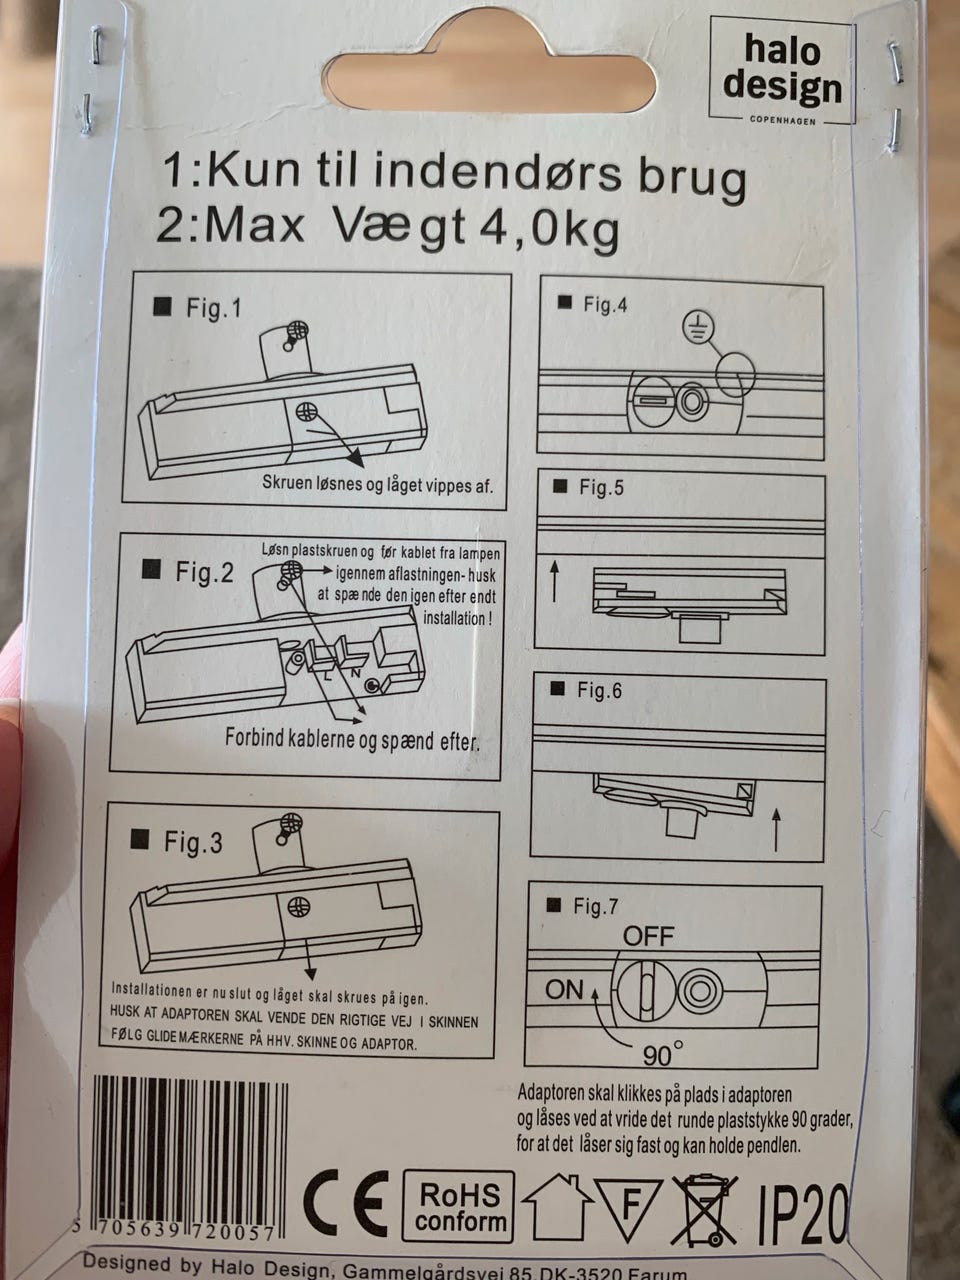 halo
design
COPENHAGEN
1:Kun til indendørs brug
2:Max Vægt 4,0kg
Fig.1
Skruen løsnes og låget vippes af.
Fig.2
Løsn plastskruen og før kablet fra lampen
igennem aflastningen- husk
at spænde den igen efter endt
installation !
L N
Forbind kablerne og spænd efter.
Fig.3
Installationen er nu slut og låget skal skrues på igen.
HUSK AT ADAPTOREN SKAL VENDE DEN RIGTIGE VEJ I SKINNEN
FØLG GLIDEMÆRKERNE PÅ HHV. SKINNE OG ADAPTOR.
Fig.4
Fig.5
Fig.6
Fig.7
OFF
ON
90°
Adaptoren skal klikkes på plads i adaptoren
og låses ved at vride det runde plaststykke 90 grader,
for at det låser sig fast og kan holde pendlen.
5 705639 720057
CE
RoHS
conform
F
IP20
Designed by Halo Design, Gammelgårdsvej 85.DK-3520 Farum